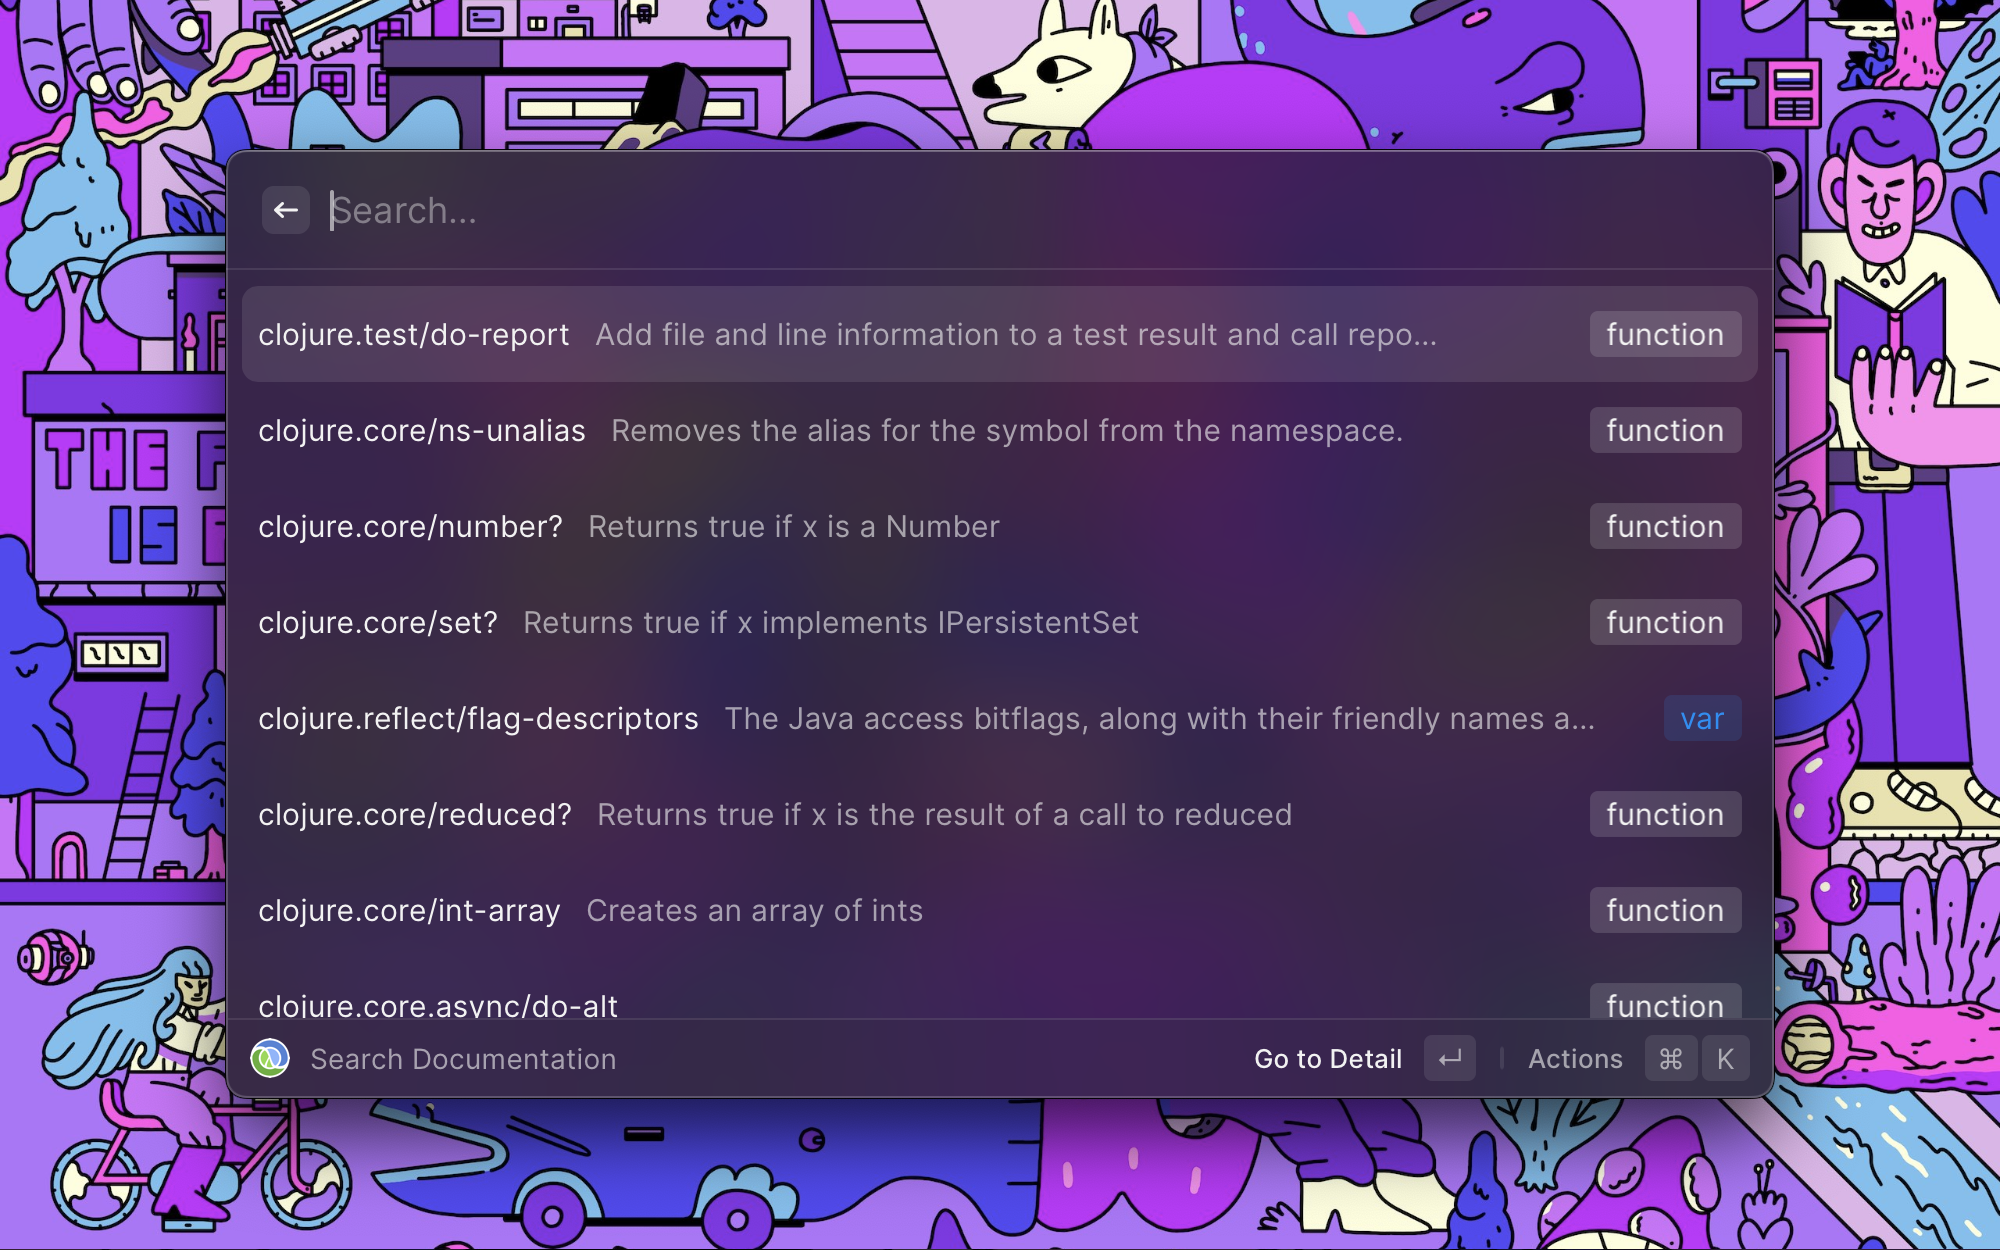 Search...
clojure.test/do-report Add file and line information to a test result and call repo... function
clojure.core/ns-unalias Removes the alias for the symbol from the namespace. function
clojure.core/number? Returns true if x is a Number function
clojure.core/set? Returns true if x implements IPersistentSet function
clojure.reflect/flag-descriptors The Java access bitflags, along with their friendly names a... var
clojure.core/reduced? Returns true if x is the result of a call to reduced function
clojure.core/int-array Creates an array of ints function
clojure.core.async/do-alt function
Search Documentation Go to Detail ↵ Actions ⌘ K
THE F
IS